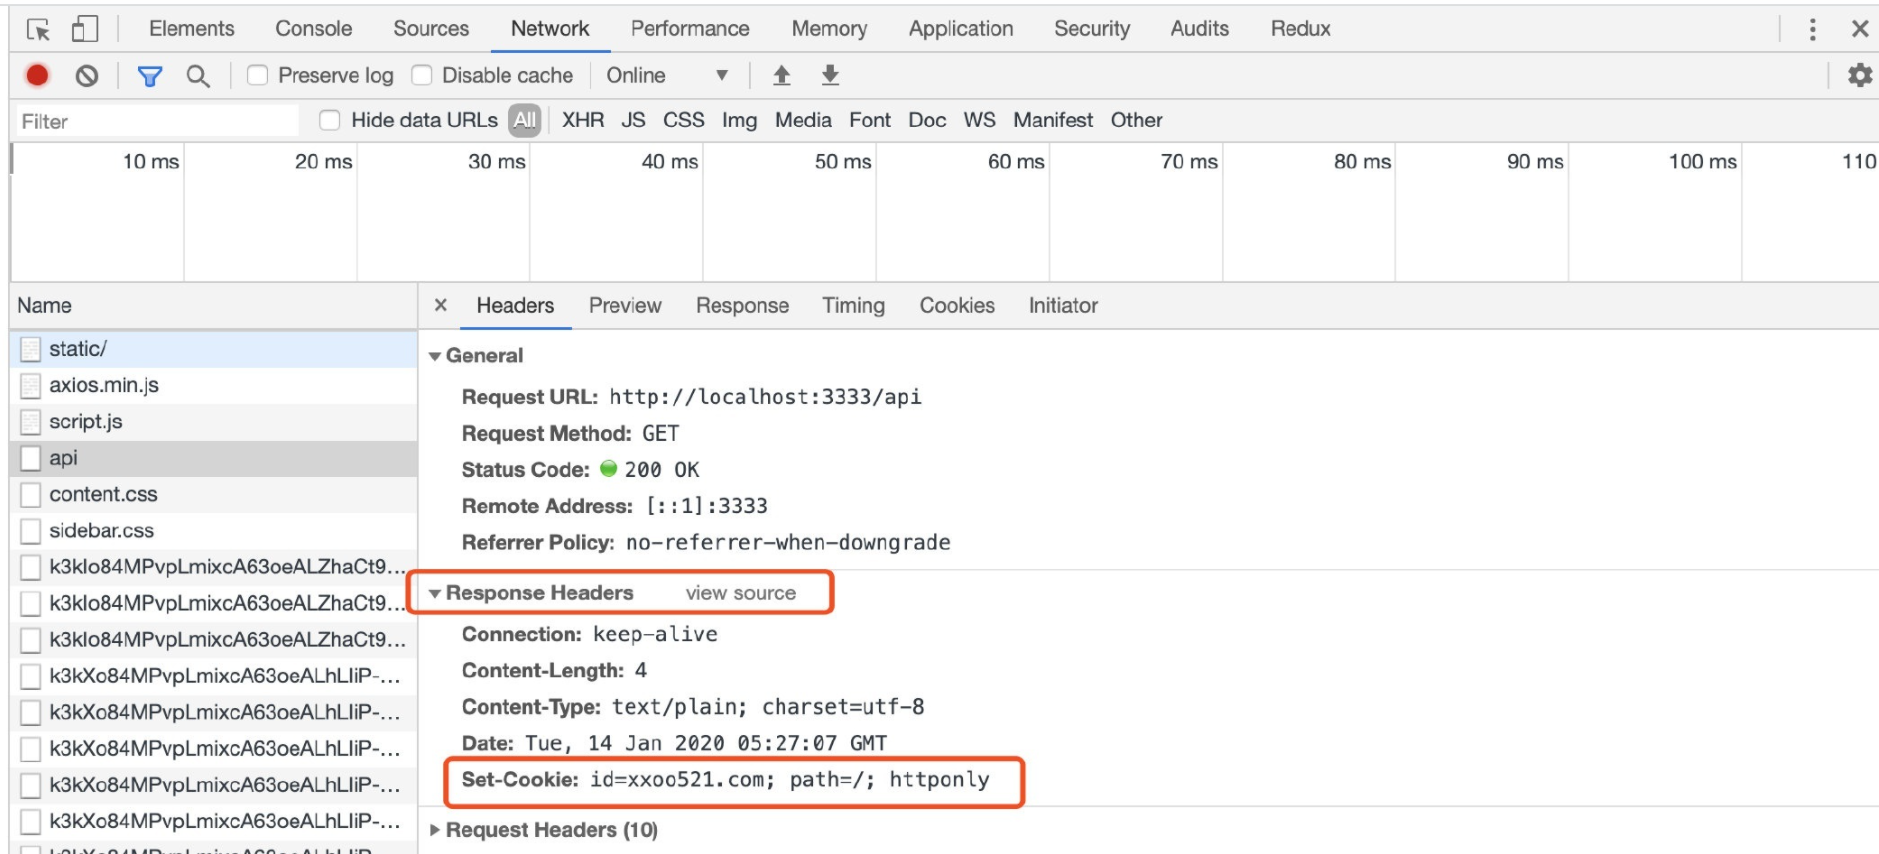 Elements Console Sources Network Performance Memory Application Security Audits Redux
Preserve log Disable cache Online
Filter Hide data URLs All XHR JS CSS Img Media Font Doc WS Manifest Other
10 ms 20 ms 30 ms 40 ms 50 ms 60 ms 70 ms 80 ms 90 ms 100 ms 110
Name
× Headers Preview Response Timing Cookies Initiator
static/
axios.min.js
script.js
api
content.css
sidebar.css
k3kIo84MPvpLmixcA63oeALZhaCt9...
k3kIo84MPvpLmixcA63oeALZhaCt9...
k3kIo84MPvpLmixcA63oeALZhaCt9...
k3kXo84MPvpLmixcA63oeALhLIiP-...
k3kXo84MPvpLmixcA63oeALhLIiP-...
k3kXo84MPvpLmixcA63oeALhLIiP-...
k3kXo84MPvpLmixcA63oeALhLIiP-...
k3kXo84MPvpLmixcA63oeALhLIiP-...
General
Request URL: http://localhost:3333/api
Request Method: GET
Status Code: 200 OK
Remote Address: [::1]:3333
Referrer Policy: no-referrer-when-downgrade
Response Headers view source
Connection: keep-alive
Content-Length: 4
Content-Type: text/plain; charset=utf-8
Date: Tue, 14 Jan 2020 05:27:07 GMT
Set-Cookie: id=xxoo521.com; path=/; httponly
Request Headers (10)